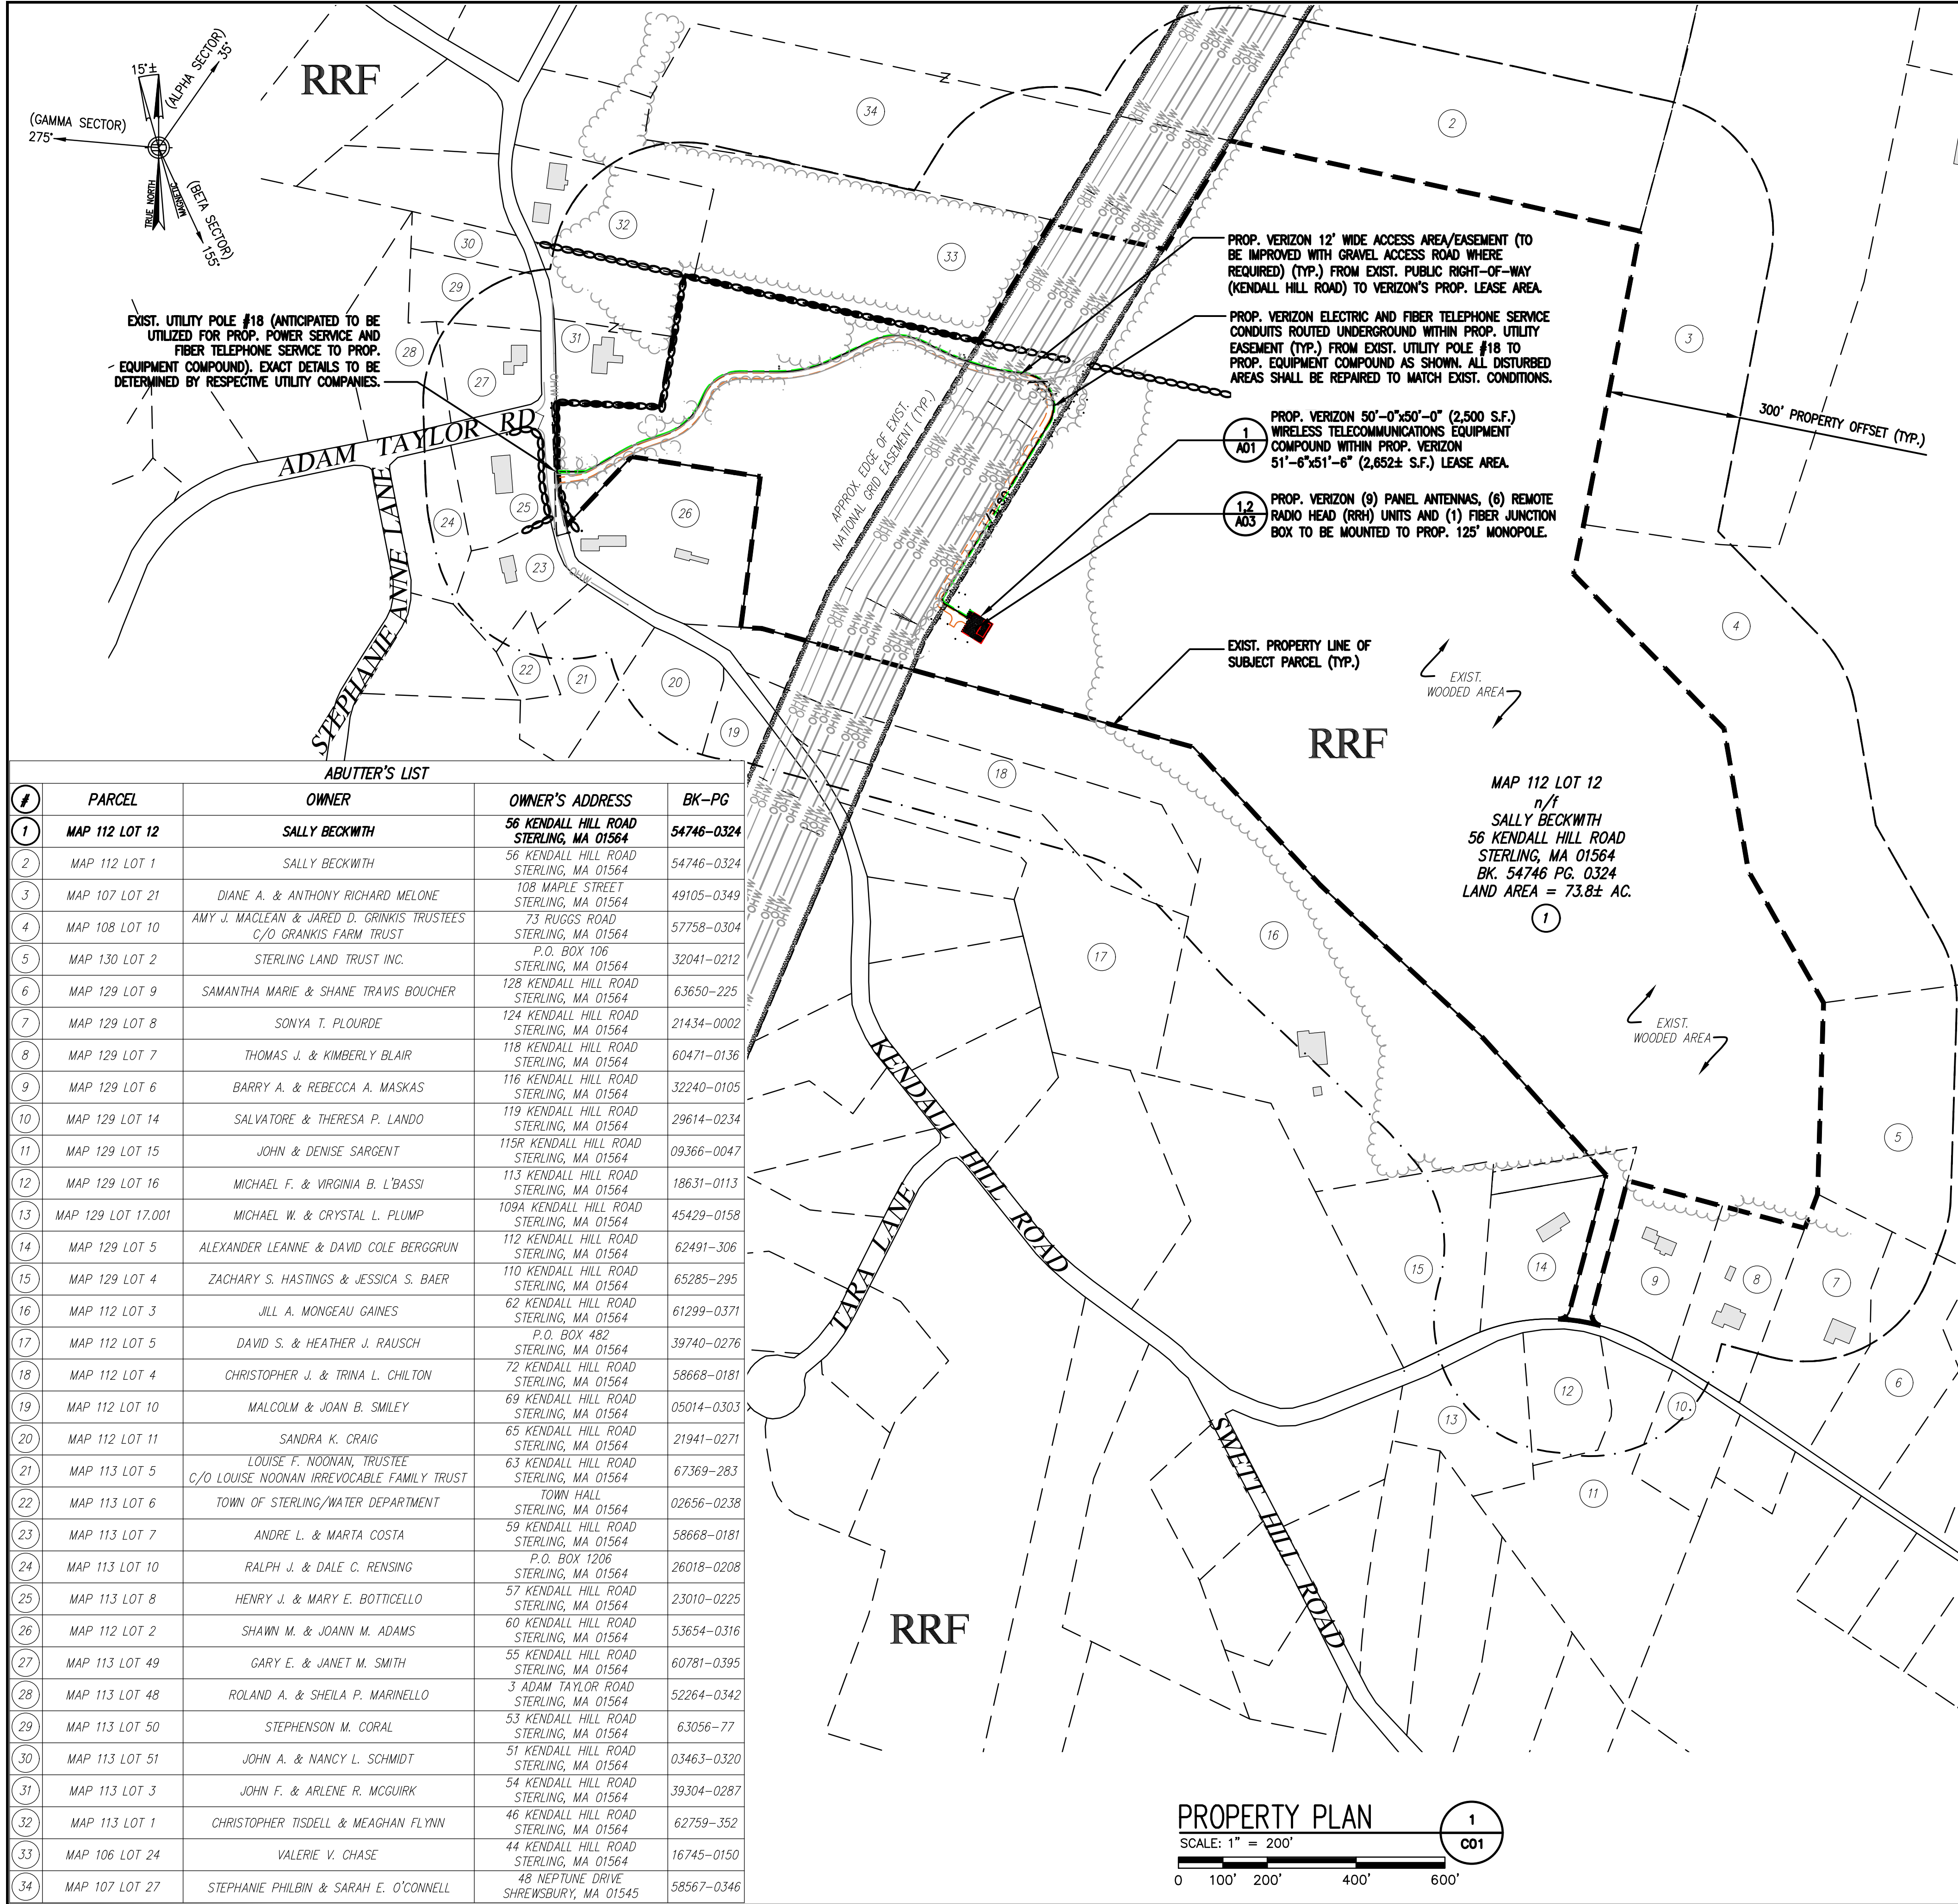 RRF
15°±
(ALPHA SECTOR)
35°
(GAMMA SECTOR)
275°
(BETA SECTOR)
155°
TRUE NORTH
MAGNETIC
34
2
32
33
30
29
31
28
27
3
PROP. VERIZON 12' WIDE ACCESS AREA/EASEMENT (TO
BE IMPROVED WITH GRAVEL ACCESS ROAD WHERE
REQUIRED) (TYP.) FROM EXIST. PUBLIC RIGHT-OF-WAY
(KENDALL HILL ROAD) TO VERIZON'S PROP. LEASE AREA.
PROP. VERIZON ELECTRIC AND FIBER TELEPHONE SERVICE
CONDUITS ROUTED UNDERGROUND WITHIN PROP. UTILITY
EASEMENT (TYP.) FROM EXIST. UTILITY POLE #18 TO
PROP. EQUIPMENT COMPOUND AS SHOWN. ALL DISTURBED
AREAS SHALL BE REPAIRED TO MATCH EXIST. CONDITIONS.
EXIST. UTILITY POLE #18 (ANTICIPATED TO BE
UTILIZED FOR PROP. POWER SERVICE AND
FIBER TELEPHONE SERVICE TO PROP.
EQUIPMENT COMPOUND). EXACT DETAILS TO BE
DETERMINED BY RESPECTIVE UTILITY COMPANIES.
300' PROPERTY OFFSET (TYP.)
1
A01
PROP. VERIZON 50'-0"x50'-0" (2,500 S.F.)
WIRELESS TELECOMMUNICATIONS EQUIPMENT
COMPOUND WITHIN PROP. VERIZON
51'-6"x51'-6" (2,652± S.F.) LEASE AREA.
1,2
A03
PROP. VERIZON (9) PANEL ANTENNAS, (6) REMOTE
RADIO HEAD (RRH) UNITS AND (1) FIBER JUNCTION
BOX TO BE MOUNTED TO PROP. 125' MONOPOLE.
APPROX. EDGE OF EXIST.
NATIONAL GRID EASEMENT (TYP.)
OHW
UG/E/T
ADAM TAYLOR RD
STEPHANIE ANNE LANE
24
25
26
23
22
21
20
19
4
EXIST. PROPERTY LINE OF
SUBJECT PARCEL (TYP.)
EXIST.
WOODED AREA
RRF
18
MAP 112 LOT 12
n/f
SALLY BECKWITH
56 KENDALL HILL ROAD
STERLING, MA 01564
BK. 54746 PG. 0324
LAND AREA = 73.8± AC.
1
17
16
EXIST.
WOODED AREA
5
KENDALL HILL ROAD
TARA LANE
SWETT HILL ROAD
15
14
9
8
7
6
13
12
10
11
RRF
ABUTTER'S LIST
# PARCEL OWNER OWNER'S ADDRESS BK-PG
1 MAP 112 LOT 12 SALLY BECKWITH 56 KENDALL HILL ROAD STERLING, MA 01564 54746-0324
2 MAP 112 LOT 1 SALLY BECKWITH 56 KENDALL HILL ROAD STERLING, MA 01564 54746-0324
3 MAP 107 LOT 21 DIANE A. & ANTHONY RICHARD MELONE 108 MAPLE STREET STERLING, MA 01564 49105-0349
4 MAP 108 LOT 10 AMY J. MACLEAN & JARED D. GRINKIS TRUSTEES C/O GRANKIS FARM TRUST 73 RUGGS ROAD STERLING, MA 01564 57758-0304
5 MAP 130 LOT 2 STERLING LAND TRUST INC. P.O. BOX 106 STERLING, MA 01564 32041-0212
6 MAP 129 LOT 9 SAMANTHA MARIE & SHANE TRAVIS BOUCHER 128 KENDALL HILL ROAD STERLING, MA 01564 63650-225
7 MAP 129 LOT 8 SONYA T. PLOURDE 124 KENDALL HILL ROAD STERLING, MA 01564 21434-0002
8 MAP 129 LOT 7 THOMAS J. & KIMBERLY BLAIR 118 KENDALL HILL ROAD STERLING, MA 01564 60471-0136
9 MAP 129 LOT 6 BARRY A. & REBECCA A. MASKAS 116 KENDALL HILL ROAD STERLING, MA 01564 32240-0105
10 MAP 129 LOT 14 SALVATORE & THERESA P. LANDO 119 KENDALL HILL ROAD STERLING, MA 01564 29614-0234
11 MAP 129 LOT 15 JOHN & DENISE SARGENT 115R KENDALL HILL ROAD STERLING, MA 01564 09366-0047
12 MAP 129 LOT 16 MICHAEL F. & VIRGINIA B. L'BASSI 113 KENDALL HILL ROAD STERLING, MA 01564 18631-0113
13 MAP 129 LOT 17.001 MICHAEL W. & CRYSTAL L. PLUMP 109A KENDALL HILL ROAD STERLING, MA 01564 45429-0158
14 MAP 129 LOT 5 ALEXANDER LEANNE & DAVID COLE BERGGRUN 112 KENDALL HILL ROAD STERLING, MA 01564 62491-306
15 MAP 129 LOT 4 ZACHARY S. HASTINGS & JESSICA S. BAER 110 KENDALL HILL ROAD STERLING, MA 01564 65285-295
16 MAP 112 LOT 3 JILL A. MONGEAU GAINES 62 KENDALL HILL ROAD STERLING, MA 01564 61299-0371
17 MAP 112 LOT 5 DAVID S. & HEATHER J. RAUSCH P.O. BOX 482 STERLING, MA 01564 39740-0276
18 MAP 112 LOT 4 CHRISTOPHER J. & TRINA L. CHILTON 72 KENDALL HILL ROAD STERLING, MA 01564 58668-0181
19 MAP 112 LOT 10 MALCOLM & JOAN B. SMILEY 69 KENDALL HILL ROAD STERLING, MA 01564 05014-0303
20 MAP 112 LOT 11 SANDRA K. CRAIG 65 KENDALL HILL ROAD STERLING, MA 01564 21941-0271
21 MAP 113 LOT 5 LOUISE F. NOONAN, TRUSTEE C/O LOUISE NOONAN IRREVOCABLE FAMILY TRUST 63 KENDALL HILL ROAD STERLING, MA 01564 67369-283
22 MAP 113 LOT 6 TOWN OF STERLING/WATER DEPARTMENT TOWN HALL STERLING, MA 01564 02656-0238
23 MAP 113 LOT 7 ANDRE L. & MARTA COSTA 59 KENDALL HILL ROAD STERLING, MA 01564 58668-0181
24 MAP 113 LOT 10 RALPH J. & DALE C. RENSING P.O. BOX 1206 STERLING, MA 01564 26018-0208
25 MAP 113 LOT 8 HENRY J. & MARY E. BOTTICELLO 57 KENDALL HILL ROAD STERLING, MA 01564 23010-0225
26 MAP 112 LOT 2 SHAWN M. & JOANN M. ADAMS 60 KENDALL HILL ROAD STERLING, MA 01564 53654-0316
27 MAP 113 LOT 49 GARY E. & JANET M. SMITH 55 KENDALL HILL ROAD STERLING, MA 01564 60781-0395
28 MAP 113 LOT 48 ROLAND A. & SHEILA P. MARINELLO 3 ADAM TAYLOR ROAD STERLING, MA 01564 52264-0342
29 MAP 113 LOT 50 STEPHENSON M. CORAL 53 KENDALL HILL ROAD STERLING, MA 01564 63056-77
30 MAP 113 LOT 51 JOHN A. & NANCY L. SCHMIDT 51 KENDALL HILL ROAD STERLING, MA 01564 03463-0320
31 MAP 113 LOT 3 JOHN F. & ARLENE R. MCGUIRK 54 KENDALL HILL ROAD STERLING, MA 01564 39304-0287
32 MAP 113 LOT 1 CHRISTOPHER TISDELL & MEAGHAN FLYNN 46 KENDALL HILL ROAD STERLING, MA 01564 62759-352
33 MAP 106 LOT 24 VALERIE V. CHASE 44 KENDALL HILL ROAD STERLING, MA 01564 16745-0150
34 MAP 107 LOT 27 STEPHANIE PHILBIN & SARAH E. O'CONNELL 48 NEPTUNE DRIVE SHREWSBURY, MA 01545 58567-0346
PROPERTY PLAN
SCALE: 1" = 200'
1
C01
0 100' 200' 400' 600'